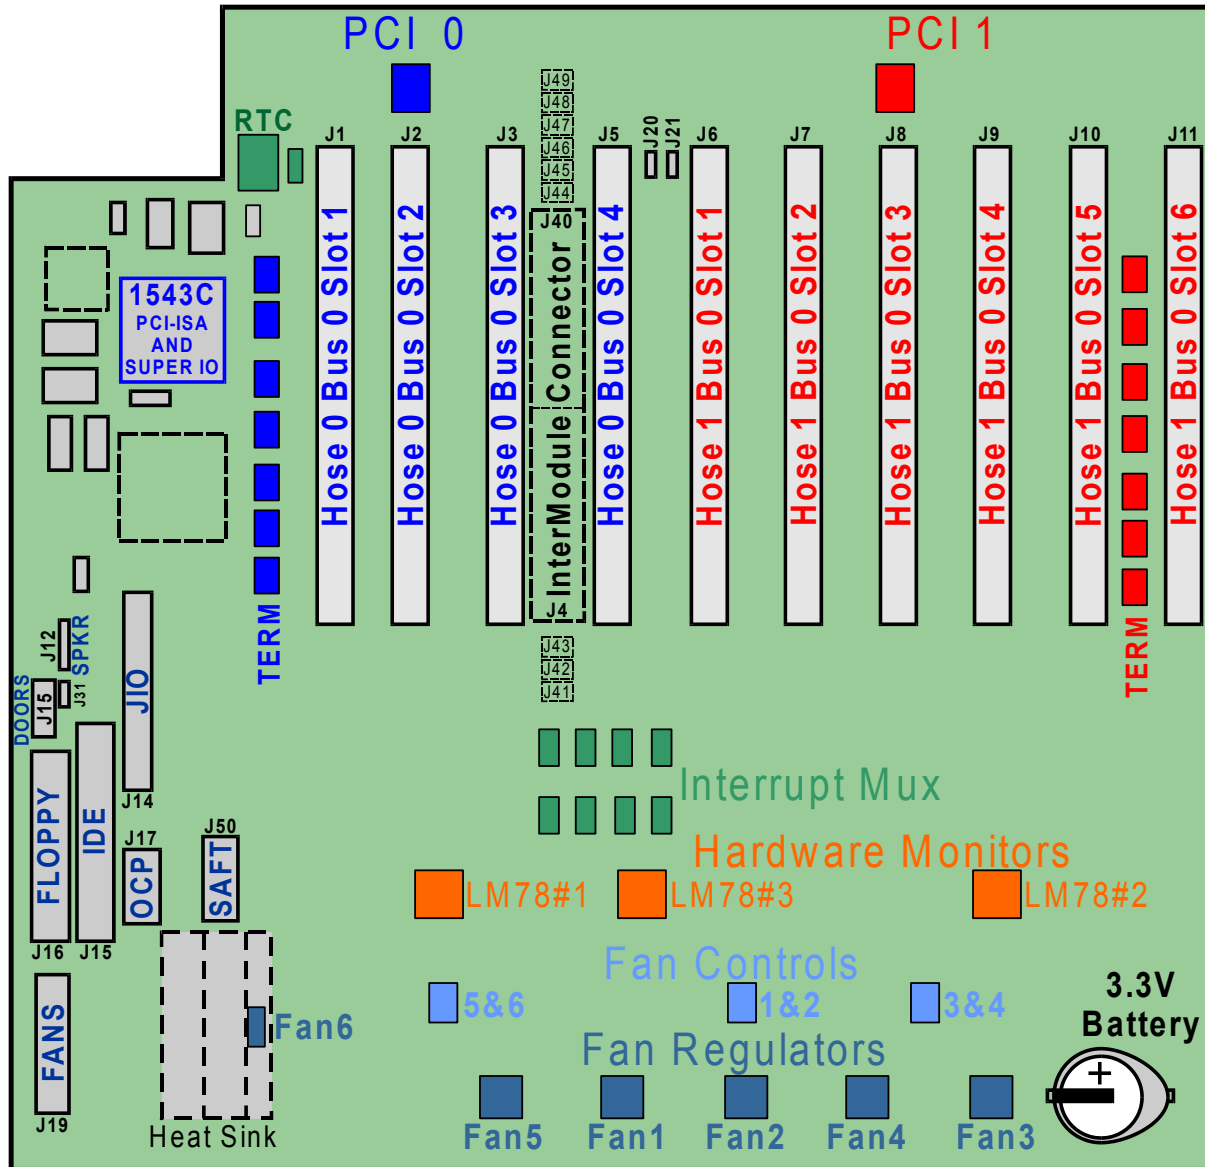 PCI 0
PCI 1
J49
J48
J47
J46
J45
J44
RTC
J1
J2
J3
J5
J20
J21
J6
J7
J8
J9
J10
J11
Hose 0 Bus 0 Slot 1
Hose 0 Bus 0 Slot 2
Hose 0 Bus 0 Slot 3
J40
InterModule Connector
J4
Hose 0 Bus 0 Slot 4
Hose 1 Bus 0 Slot 1
Hose 1 Bus 0 Slot 2
Hose 1 Bus 0 Slot 3
Hose 1 Bus 0 Slot 4
Hose 1 Bus 0 Slot 5
Hose 1 Bus 0 Slot 6
1543C
PCI-ISA
AND
SUPER IO
TERM
TERM
J43
J42
J41
J12
SPKR
J31
DOORS
J15
JIO
J14
FLOPPY
J16
IDE
J15
J17
OCP
J50
SAFT
Interrupt Mux
Hardware Monitors
LM78#1
LM78#3
LM78#2
Fan Controls
5&6
1&2
3&4
3.3V
Battery
+
FANS
J19
Fan6
Heat Sink
Fan Regulators
Fan5
Fan1
Fan2
Fan4
Fan3